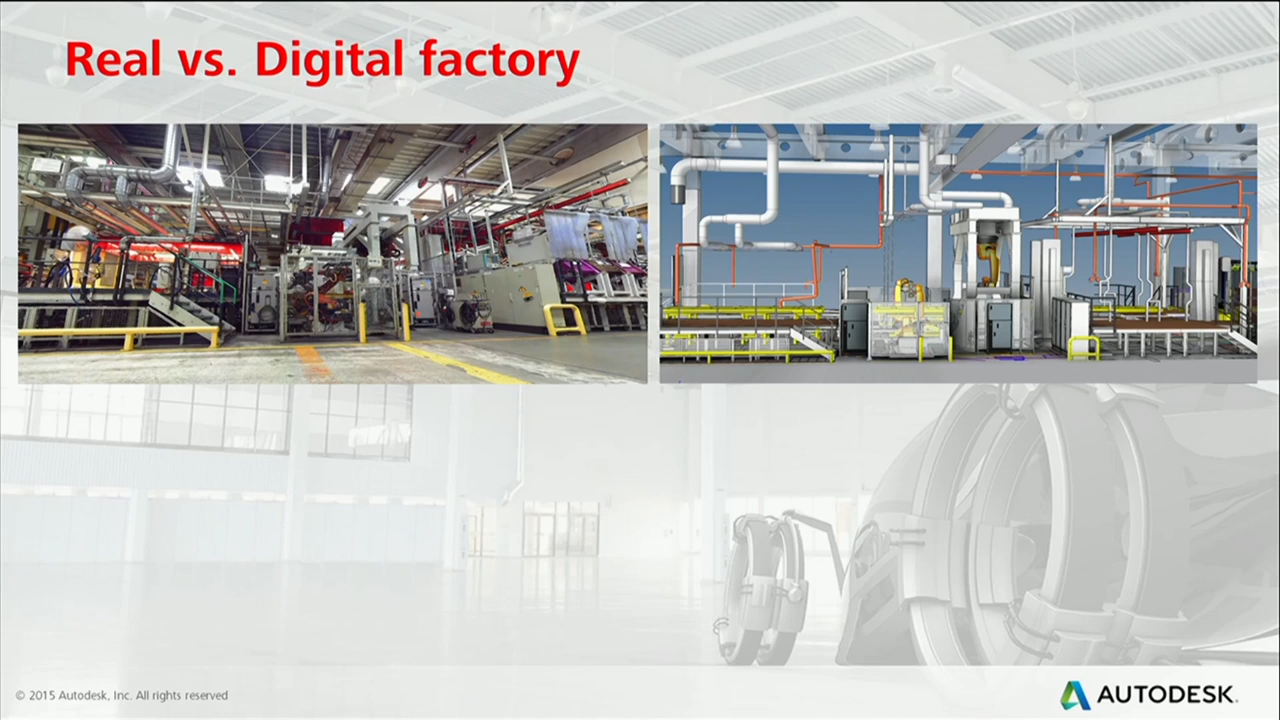 Real vs. Digital factory
© 2015 Autodesk, Inc. All rights reserved
AUTODESK.